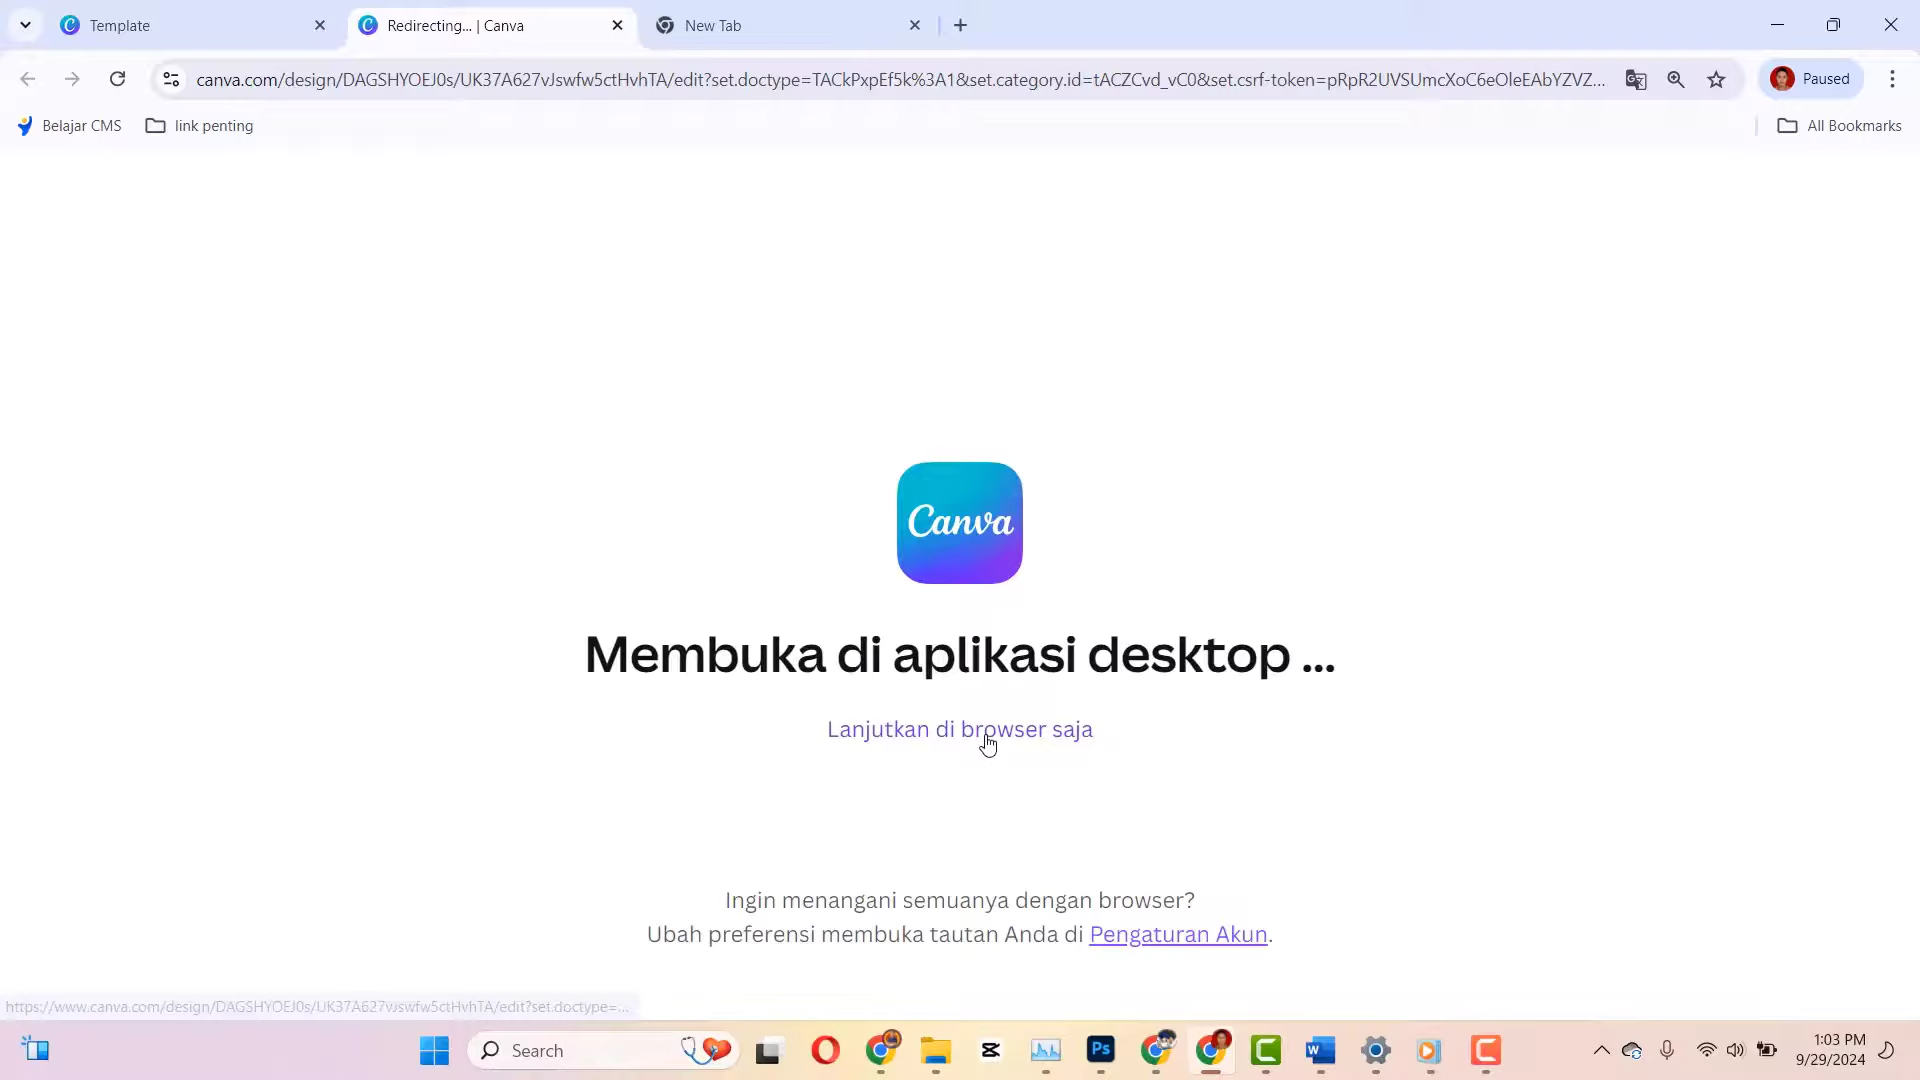 Template
Redirecting... | Canva
New Tab
canva.com/design/DAGSHYOEJ0s/UK37A627vJswfw5ctHvhTA/edit?set.doctype=TACkPxpEf5k%3A1&set.category.id=tACZCvd_vC0&set.csrf-token=pRpR2UVSUmcXoC6eOleEAbYZVZ...
Paused
Belajar CMS
link penting
All Bookmarks
Canva
Membuka di aplikasi desktop ...
Lanjutkan di browser saja
Ingin menangani semuanya dengan browser?
Ubah preferensi membuka tautan Anda di Pengaturan Akun.
https://www.canva.com/design/DAGSHYOEJ0s/UK37A627vJswfw5ctHvhTA/edit?set.doctype=...
Search
Ps
W
1:03 PM
9/29/2024